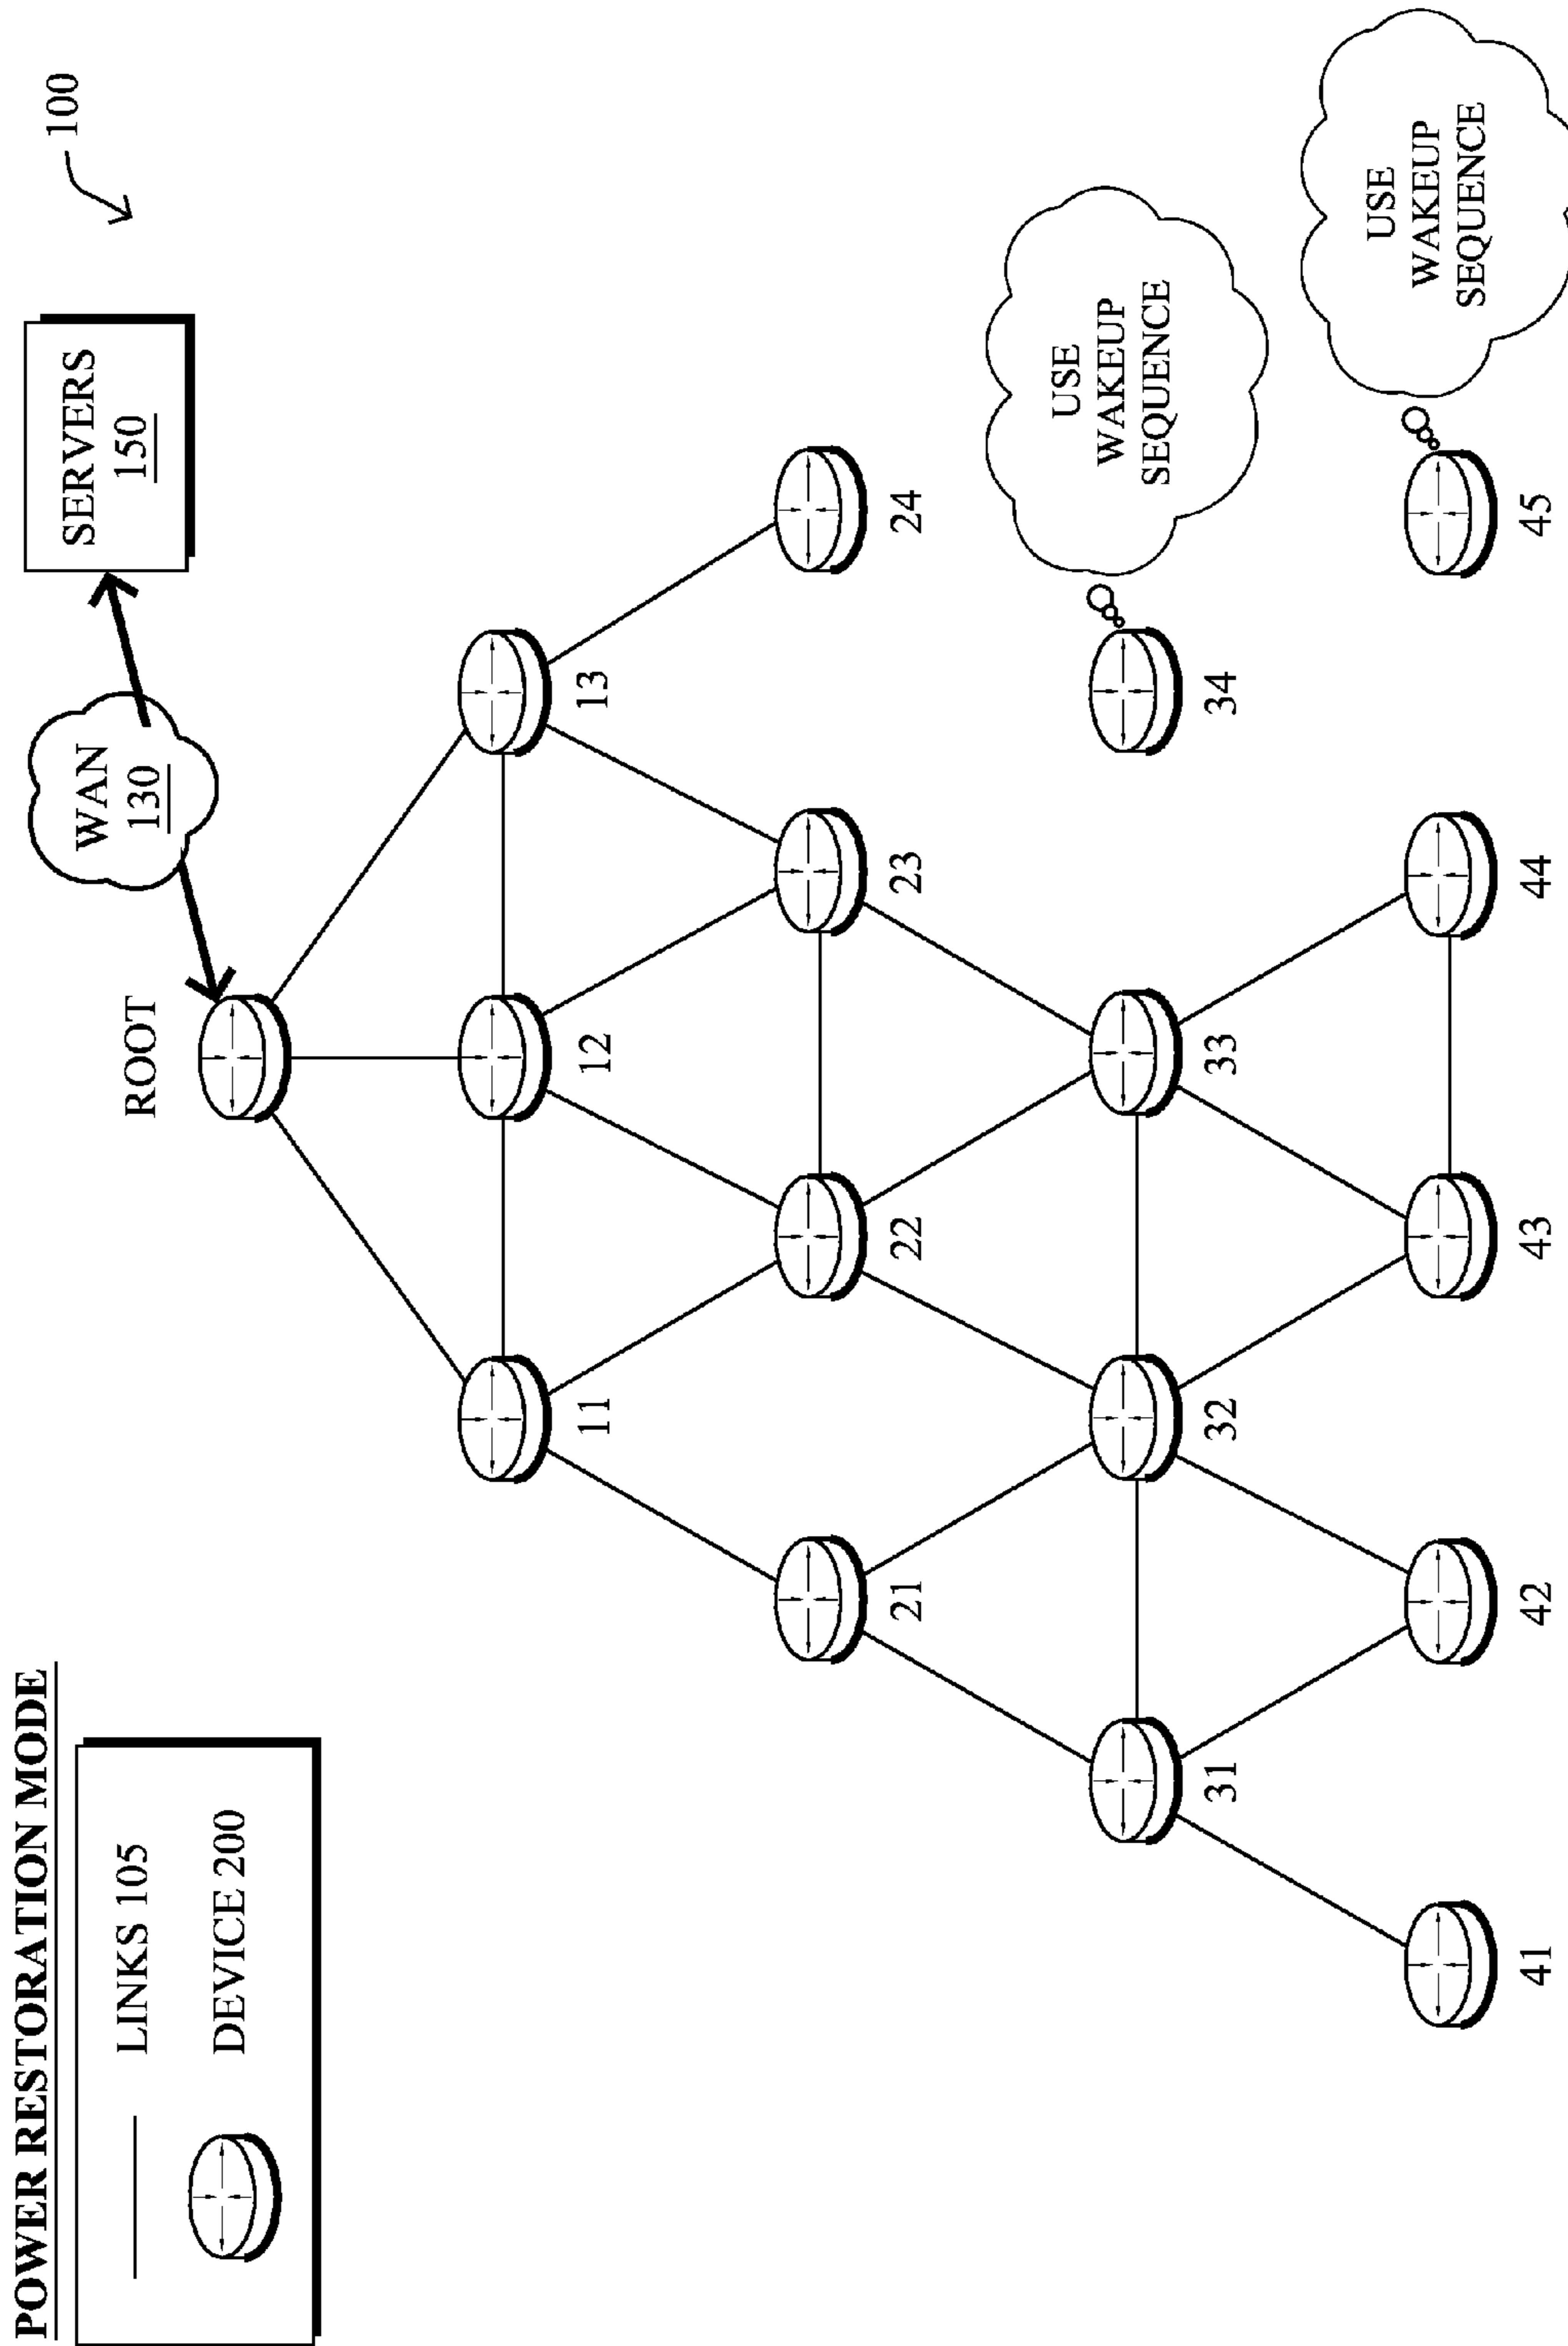 POWER RESTORATION MODE
LINKS 105
DEVICE 200
100
SERVERS
150
WAN
130
ROOT
11
12
13
21
22
23
24
31
32
33
34
USE
WAKEUP
SEQUENCE
41
42
43
44
45
USE
WAKEUP
SEQUENCE